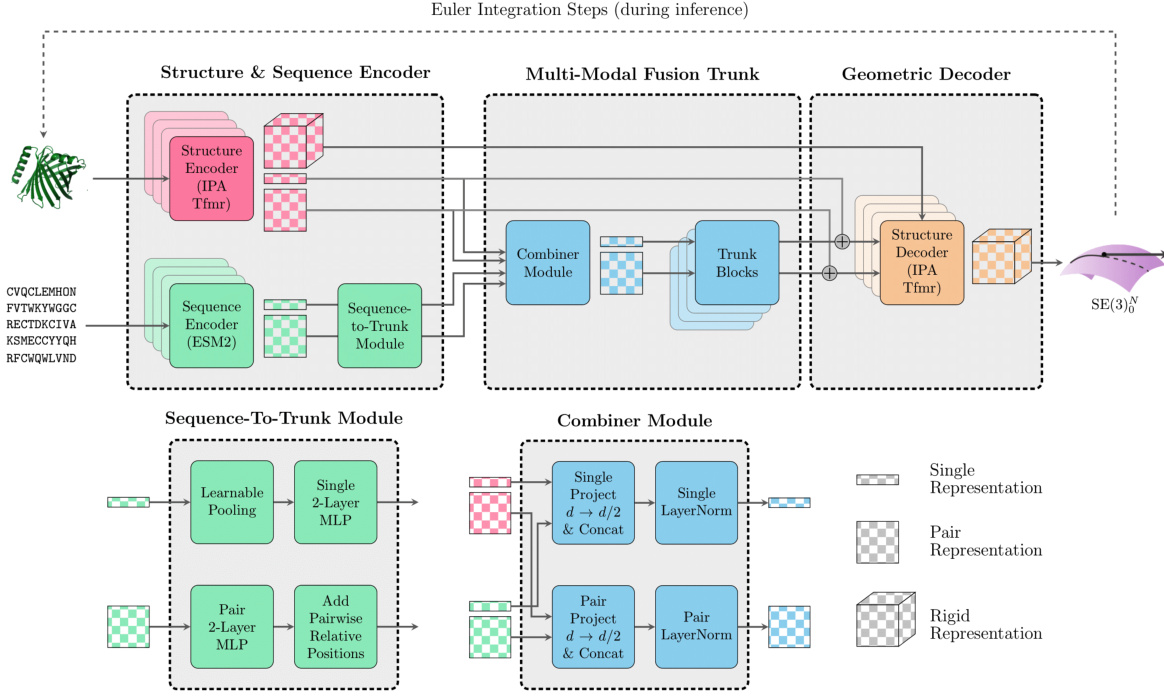 Euler Integration Steps (during inference)
Structure & Sequence Encoder
Multi-Modal Fusion Trunk
Geometric Decoder
Structure
Encoder
(IPA
Tfmr)
CVQCLEMHON
FVTWKYWGGC
RECTDKCIVA
KSMECCYYQH
RFCWQWLVND
Sequence
Encoder
(ESM2)
Sequence-
to-Trunk
Module
Combiner
Module
Trunk
Blocks
Structure
Decoder
(IPA
Tfmr)
SE(3)₀ᴺ
Sequence-To-Trunk Module
Learnable
Pooling
Single
2-Layer
MLP
Pair
2-Layer
MLP
Add
Pairwise
Relative
Positions
Combiner Module
Single
Project
d → d/2
& Concat
Single
LayerNorm
Pair
Project
d → d/2
& Concat
Pair
LayerNorm
Single
Representation
Pair
Representation
Rigid
Representation